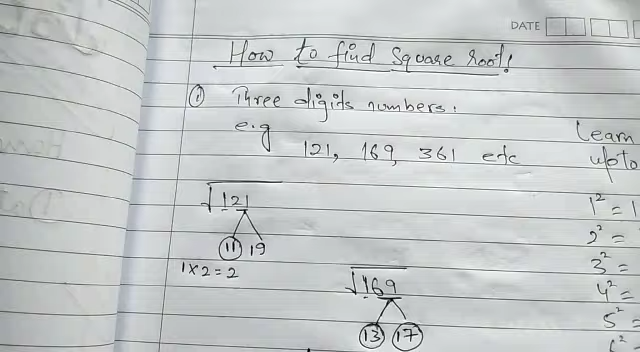 DATE
How to find square root!
① Three digits numbers.
e.g
121, 169, 361 etc
Learn
upto
√121
11 19
1×2=2
√169
13 17
1² = 1
2² =
3² =
4² =
5² =